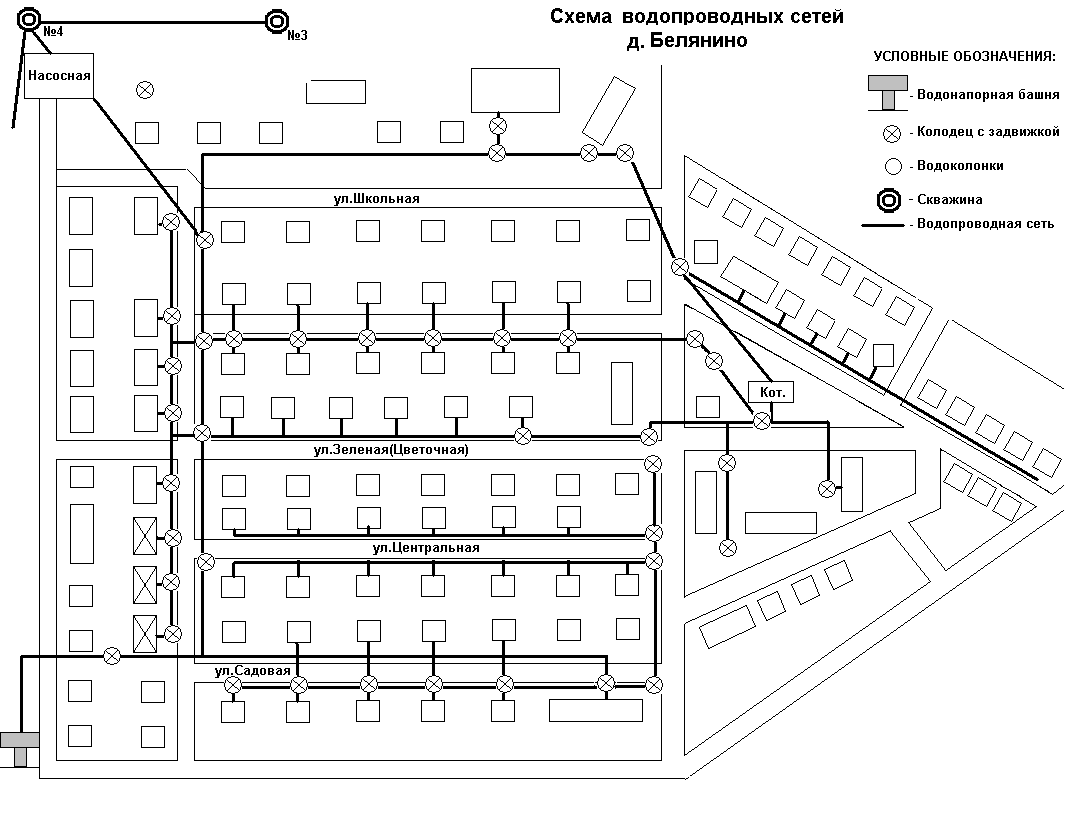 Схема водопроводных сетей
д. Белянино
№4
№3
Насосная
УСЛОВНЫЕ ОБОЗНАЧЕНИЯ:
- Водонапорная башня
- Колодец с задвижкой
- Водоколонки
- Скважина
- Водопроводная сеть
ул.Школьная
Кот.
ул.Зеленая(Цветочная)
ул.Центральная
ул.Садовая